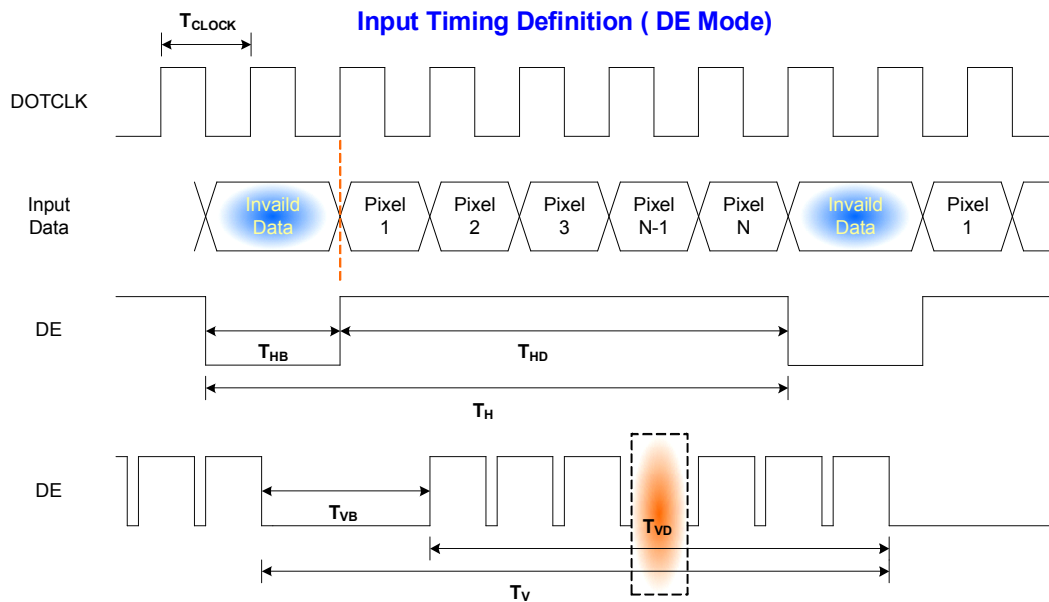 Input Timing Definition ( DE Mode)
TCLOCK
DOTCLK
Input
Data
Invaild
Data
Pixel
1
Pixel
2
Pixel
3
Pixel
N-1
Pixel
N
Invaild
Data
Pixel
1
DE
THB
THD
TH
DE
TVB
TVD
TV